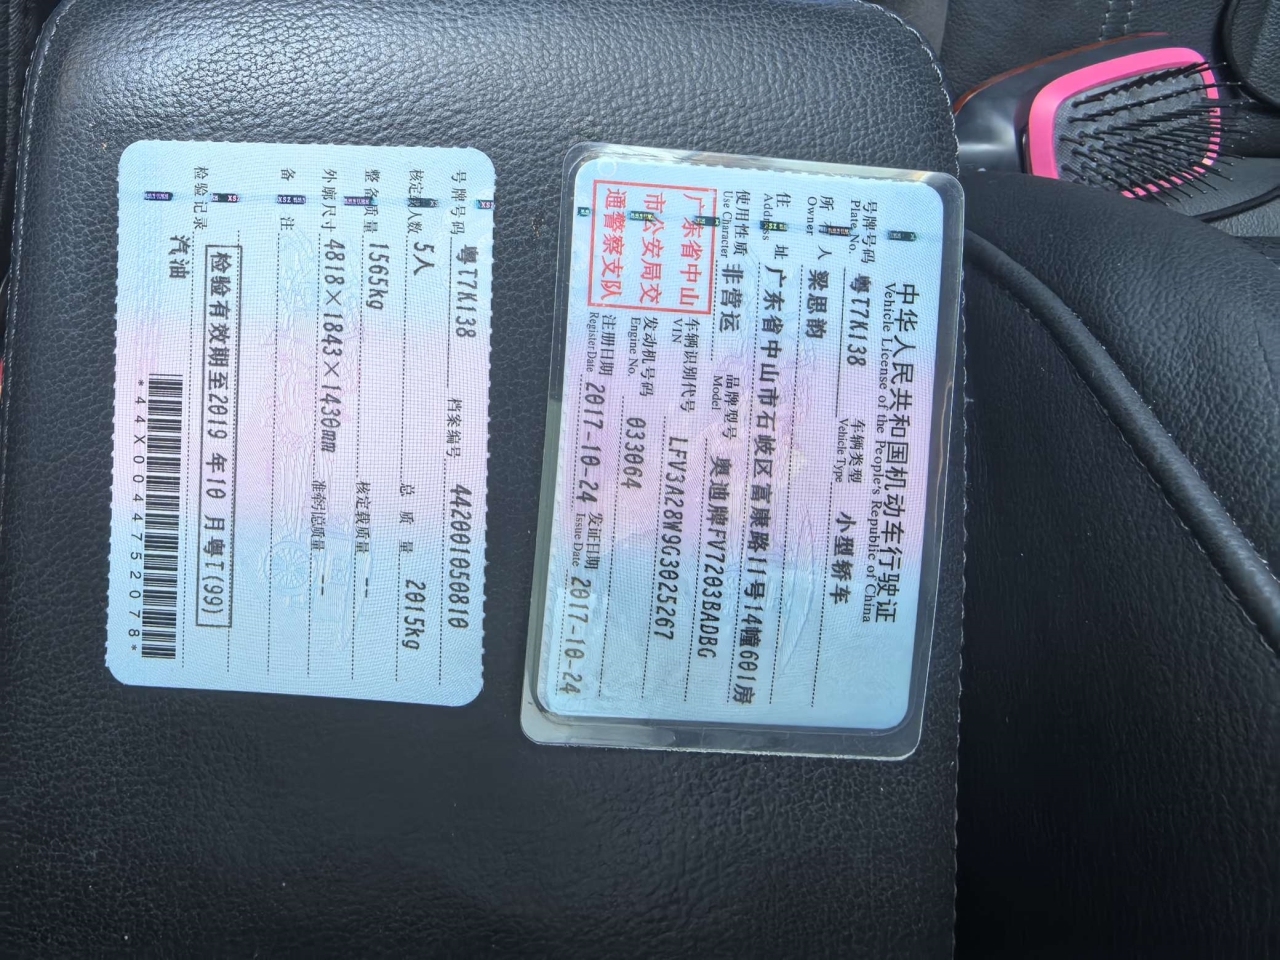 中华人民共和国机动车行驶证
Vehicle License of the People's Republic of China
号牌号码 粤T7K138 车辆类型 小型轿车
Plate No. Vehicle Type
所有人 梁思韵
Owner
住址 广东省中山市石岐区富康路11号14幢601房
Address
使用性质 非营运 品牌型号 奥迪牌FV7203BADBG
Use Character Model
广东省中山
市公安局交
通警察支队
车辆识别代号 LFV3A28W9G3025267
VIN
发动机号码 033064
Engine No.
注册日期 2017-10-24 发证日期 2017-10-24
Register Date Issue Date
号牌号码 粤T7K138 档案编号 442001050810
核定载人数 5人 总质量 2015kg
整备质量 1565kg 核定载质量 --
外廓尺寸 4818×1843×1430mm 准牵引总质量 --
备注
检验记录 检验有效期至2019年10月粤T(99)
汽油
*44X0044752078*